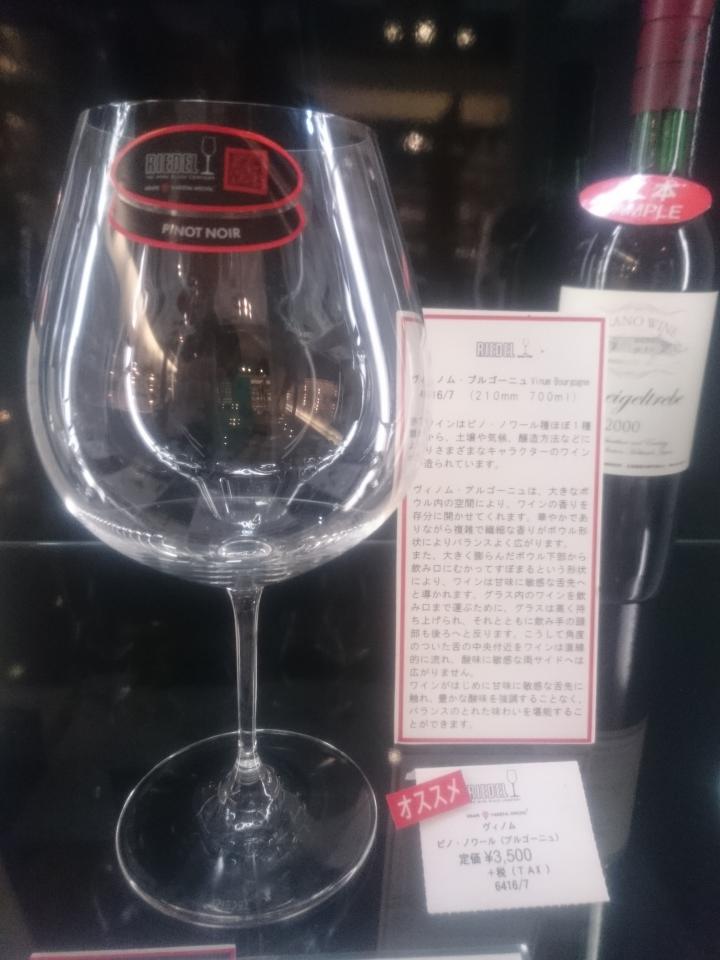 RIEDEL
THE WINE GLASS COMPANY
PINOT NOIR
本
MPLE
ANO WINE
eigeltrebe
2000
RIEDEL
ヴィノム・ブルゴーニュ Vinum Bourgogne
416/7 (210mm 700ml)
ワインはピノ・ノワール種ほぼ1種
から、土壌や気候、醸造方法などに
りさまざまなキャラクターのワイン
造られています。
ヴィノム・ブルゴーニュは、大きなボ
ウル内の空間により、ワインの香りを
存分に開かせてくれます。華やかであ
りながら複雑で繊細な香りがボウル形
状によりバランスよく広がります。
また、大きく膨らんだボウル下部から
飲み口にむかってすぼまるという形状
により、ワインは甘味に敏感な舌先へ
と導かれます。グラス内のワインを飲
み口まで運ぶために、グラスは高く持
ち上げられ、それとともに飲み手の頭
部も後ろへと反ります。こうして角度
のついた舌の中央付近をワインは直線
的に流れ、酸味に敏感な両サイドへは
広がりません。
ワインがはじめに甘味に敏感な舌先に
触れ、豊かな酸味を強調することなく、
バランスのとれた味わいを堪能するこ
とができます。
オススメ
RIEDEL
ヴィノム
ピノ・ノワール (ブルゴーニュ)
定価 ¥3,500
+税 (TAX)
6416/7